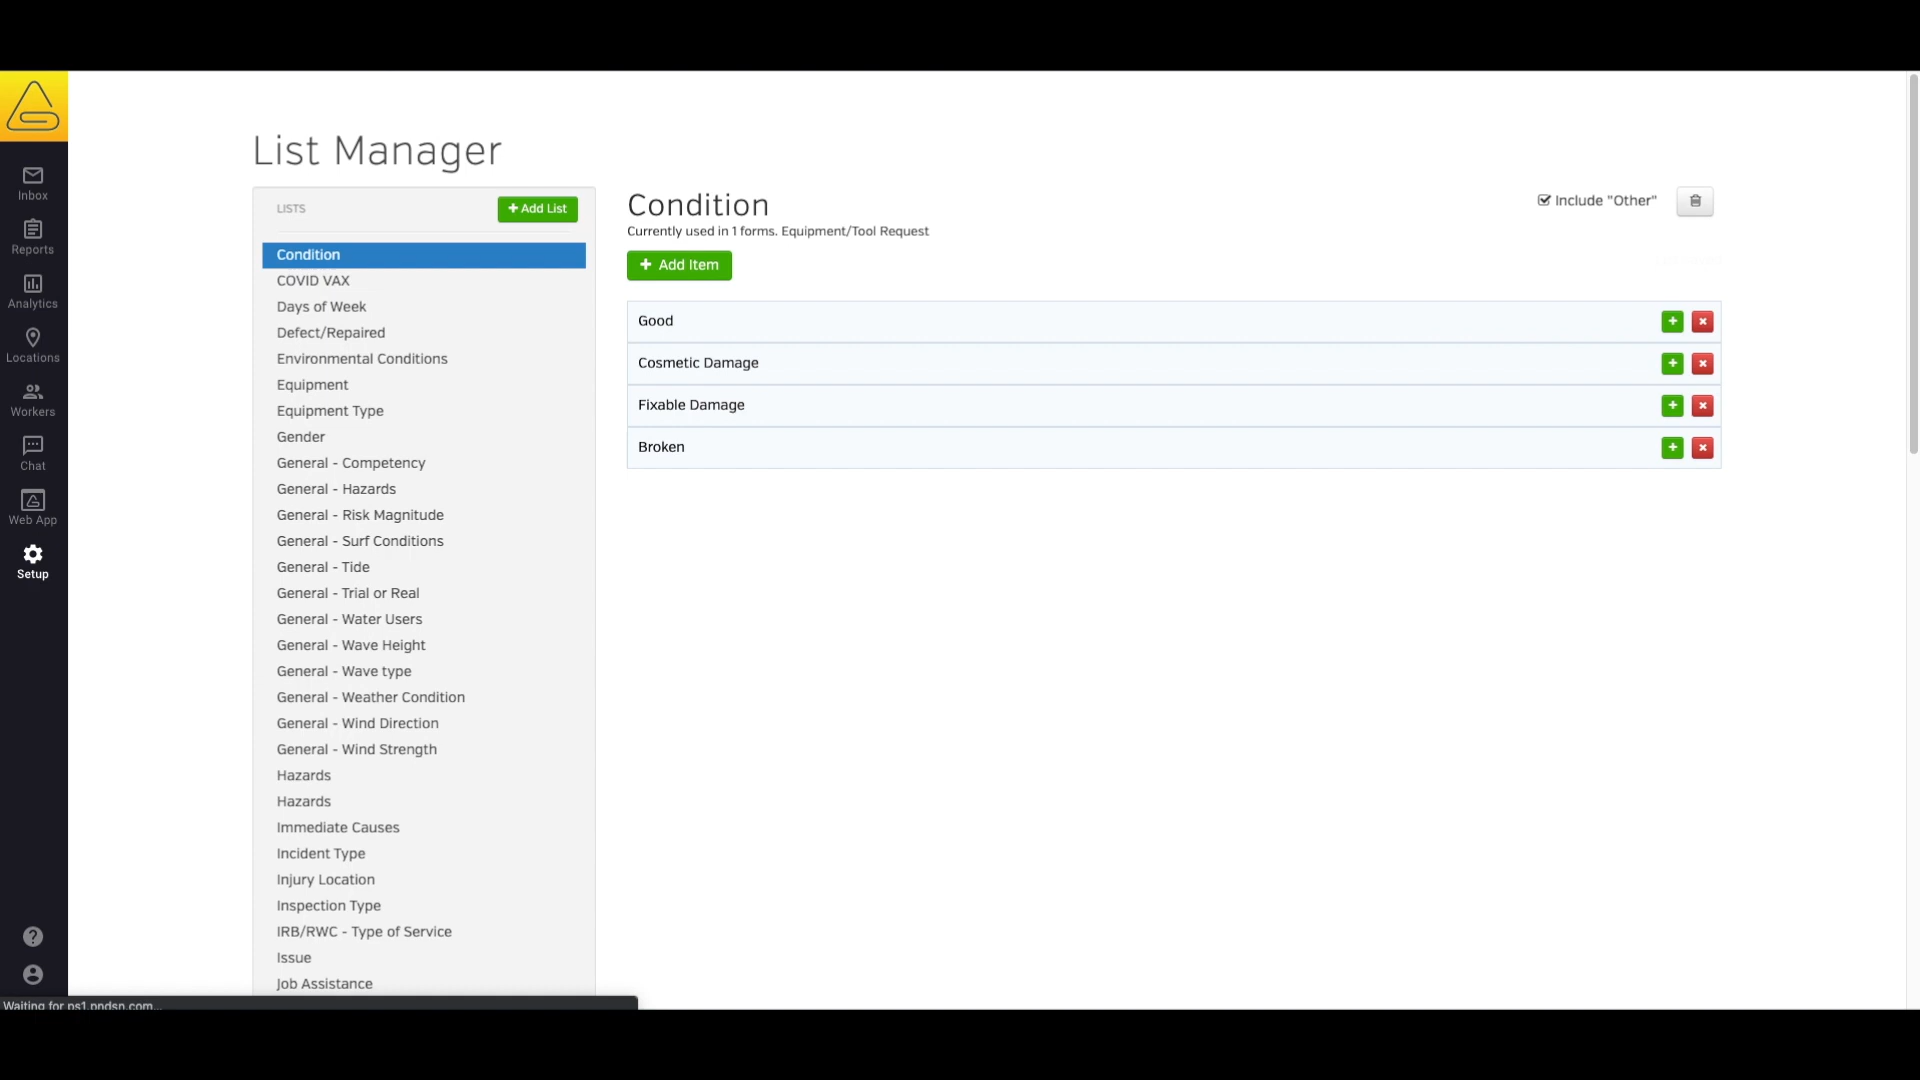 List Manager
LISTS
Add List
Condition
COVID VAX
Days of Week
Defect/Repaired
Environmental Conditions
Equipment
Equipment Type
Gender
General - Competency
General - Hazards
General - Risk Magnitude
General - Surf Conditions
General - Tide
General - Trial or Real
General - Water Users
General - Wave Height
General - Wave type
General - Weather Condition
General - Wind Direction
General - Wind Strength
Hazards
Hazards
Immediate Causes
Incident Type
Injury Location
Inspection Type
IRB/RWC - Type of Service
Issue
Job Assistance
Condition
Include "Other"
Currently used in 1 forms. Equipment/Tool Request
Add Item
Good
Cosmetic Damage
Fixable Damage
Broken
Inbox
Reports
Analytics
Locations
Workers
Chat
Web App
Setup
Waiting for ps1.pndsn.com...